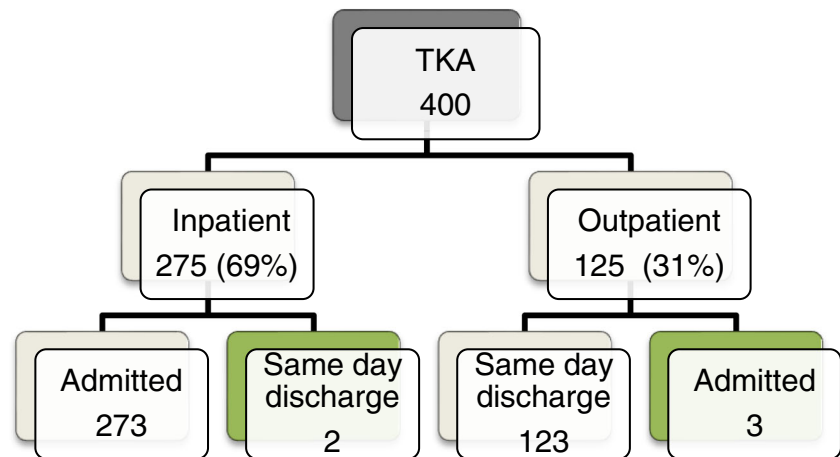 TKA
400
Inpatient
275 (69%)
Outpatient
125 (31%)
Admitted
273
Same day
discharge
2
Same day
discharge
123
Admitted
3